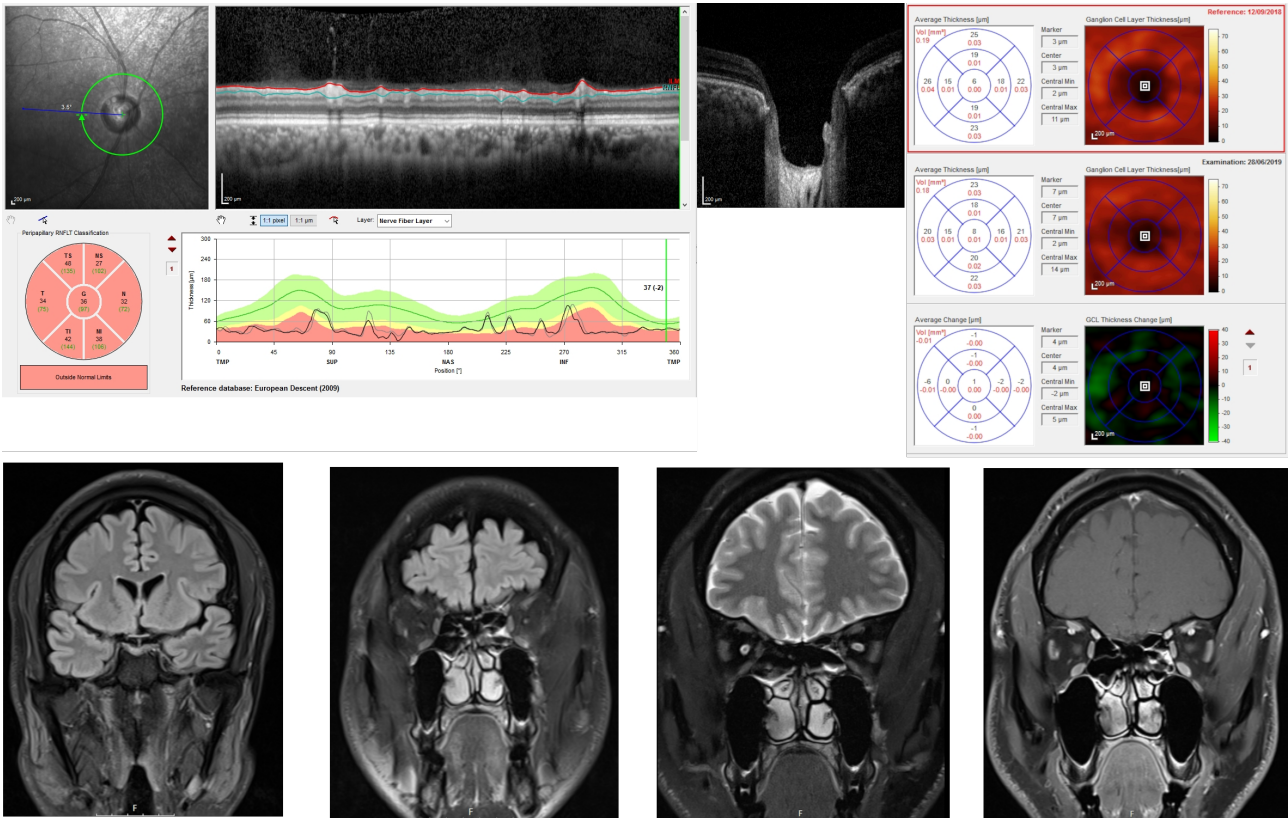 3.5°
200 µm
ILM
200 µm
200 µm
1:1 pixel
1:1 µm
Layer:
Nerve Fiber Layer
Peripapillary RNFLT Classification
TS
46
(135)
NS
27
T
34
(75)
G
36
(97)
N
32
(72)
TI
42
(144)
NI
38
Outside Normal Limits
1
Thickness [µm]
300
240
180
120
60
0
37 (-2)
0
45
90
135
180
225
270
315
360
TMP
SUP
NAS
INF
TMP
Position [°]
Reference database: European Descent (2009)
Reference: 12/09/2018
Average Thickness [µm]
Vol [mm³]
0.19
25
0.03
19
0.01
26
0.04
15
0.01
6
0.00
18
0.01
22
0.03
19
0.01
23
0.03
Marker
3 µm
Center
3 µm
Central Min
2 µm
Central Max
11 µm
Ganglion Cell Layer Thickness [µm]
200 µm
70
60
50
40
30
20
10
0
Examination: 28/06/2019
Average Thickness [µm]
Vol [mm³]
0.18
23
0.03
18
0.01
20
0.03
15
0.01
8
0.01
16
0.01
21
0.03
20
0.02
22
0.03
Marker
7 µm
Center
7 µm
Central Min
2 µm
Central Max
14 µm
Ganglion Cell Layer Thickness [µm]
200 µm
70
60
50
40
30
20
10
0
Average Change [µm]
Vol [mm³]
-0.01
-1
-0.00
-1
-0.00
-6
-0.01
0
-0.00
1
0.00
-2
-0.00
-2
-0.00
0
0.00
-1
-0.00
Marker
4 µm
Center
4 µm
Central Min
-2 µm
Central Max
5 µm
GCL Thickness Change [µm]
200 µm
40
30
20
10
0
-10
-20
-30
-40
1
F
F
F
F